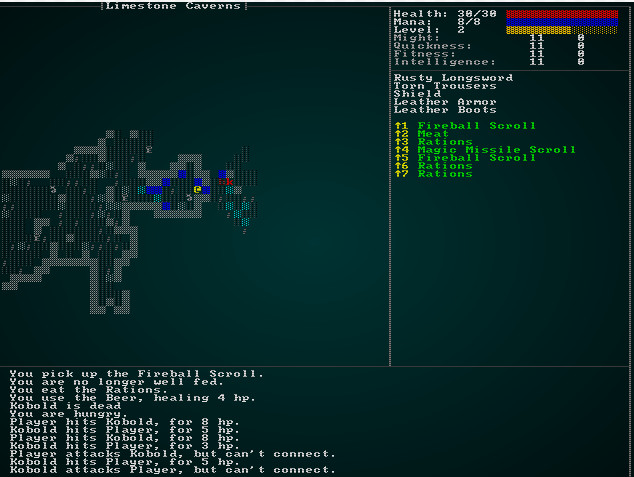 Limestone Caverns
Health: 30/30
Mana: 8/8
Level: 2
Might: 11 0
Quickness: 11 0
Fitness: 11 0
Intelligence: 11 0
Rusty Longsword
Torn Trousers
Shield
Leather Armor
Leather Boots
↑1 Fireball Scroll
↑2 Meat
↑3 Rations
↑4 Magic Missile Scroll
↑5 Fireball Scroll
↑6 Rations
↑7 Rations
You pick up the Fireball Scroll.
You are no longer well fed.
You eat the Rations.
You use the Beer, healing 4 hp.
Kobold is dead
You are hungry.
Player hits Kobold, for 8 hp.
Kobold hits Player, for 5 hp.
Player hits Kobold, for 8 hp.
Kobold hits Player, for 3 hp.
Player attacks Kobold, but can't connect.
Kobold hits Player, for 5 hp.
Kobold attacks Player, but can't connect.